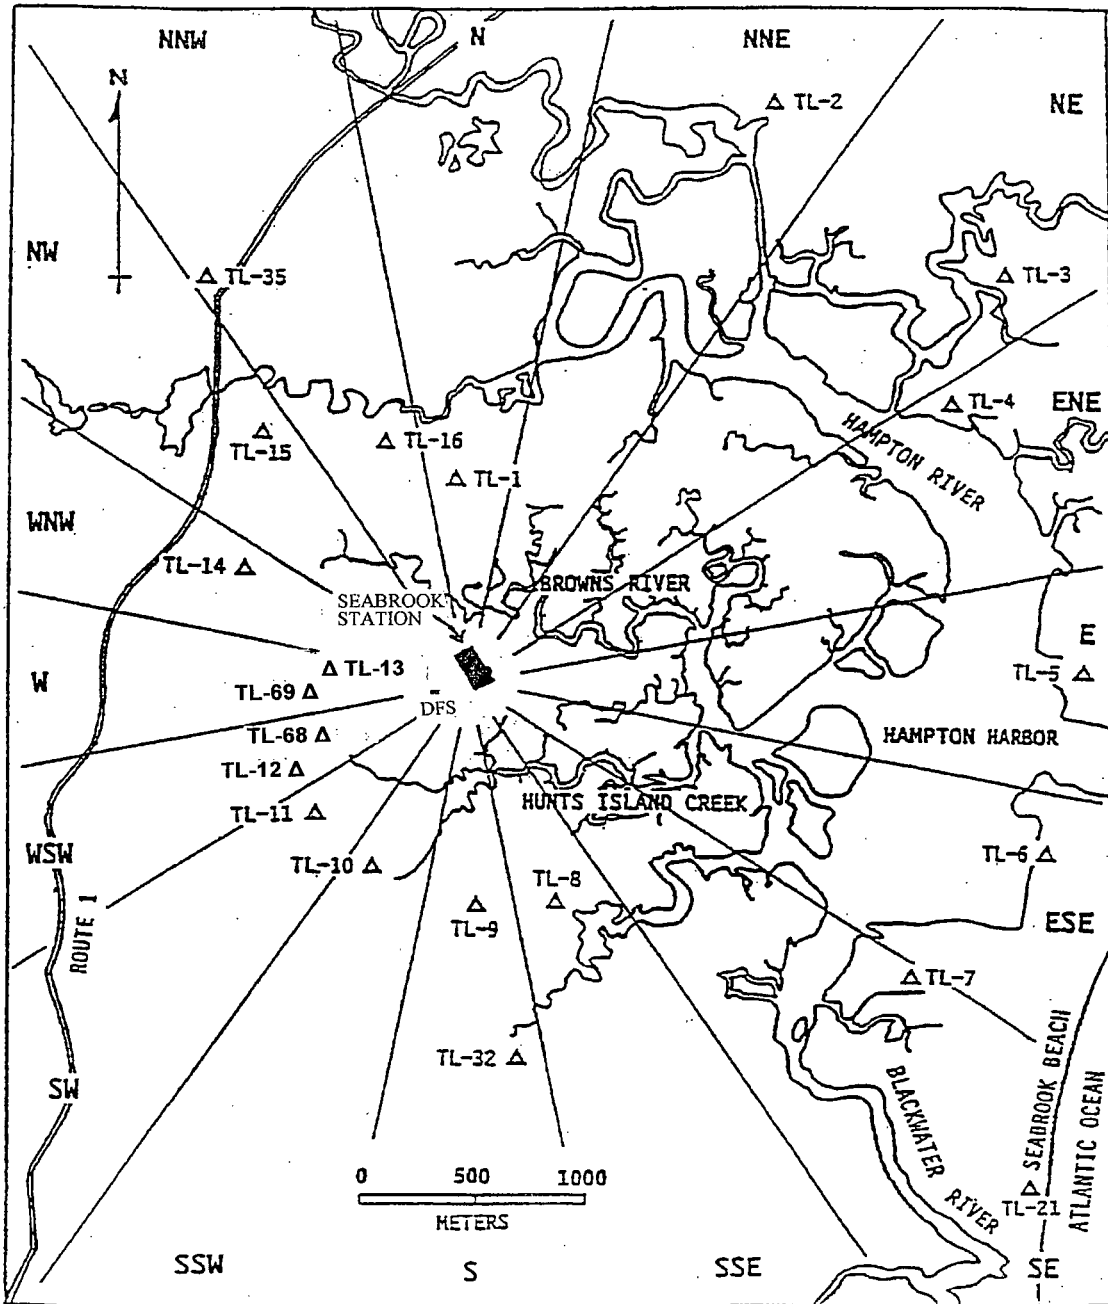 NNW
N
NNE
N
TL-2
NE
NW
TL-35
TL-3
TL-4
ENE
TL-15
TL-16
HAMPTON RIVER
TL-1
WNW
TL-14
BROWNS RIVER
SEABROOK
STATION
E
TL-13
TL-5
W
TL-69
DFS
TL-68
HAMPTON HARBOR
TL-12
HUNTS ISLAND CREEK
TL-11
WSW
TL-10
TL-6
TL-8
TL-9
ESE
ROUTE 1
TL-7
TL-32
SW
SEABROOK BEACH
BLACKWATER RIVER
ATLANTIC OCEAN
0 500 1000
METERS
TL-21
SSW
S
SSE
SE